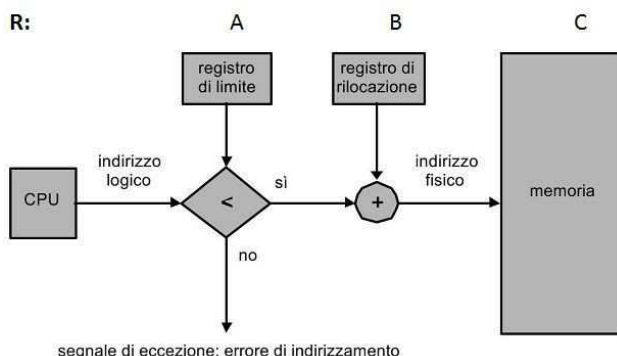 R: A B C
registro
di limite
registro di
rilocazione
indirizzo
logico
CPU
<
sì
+
indirizzo
fisico
memoria
no
segnale di eccezione: errore di indirizzamento